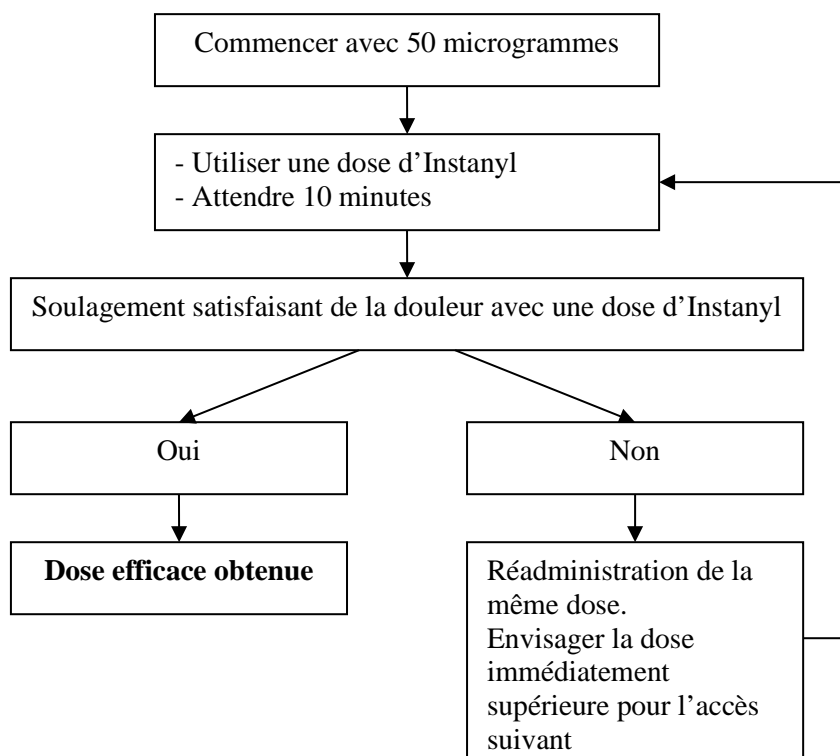 Commencer avec 50 microgrammes
- Utiliser une dose d’Instanyl
- Attendre 10 minutes
Soulagement satisfaisant de la douleur avec une dose d’Instanyl
Oui
Non
Dose efficace obtenue
Réadministration de la
même dose.
Envisager la dose
immédiatement
supérieure pour l’accès
suivant